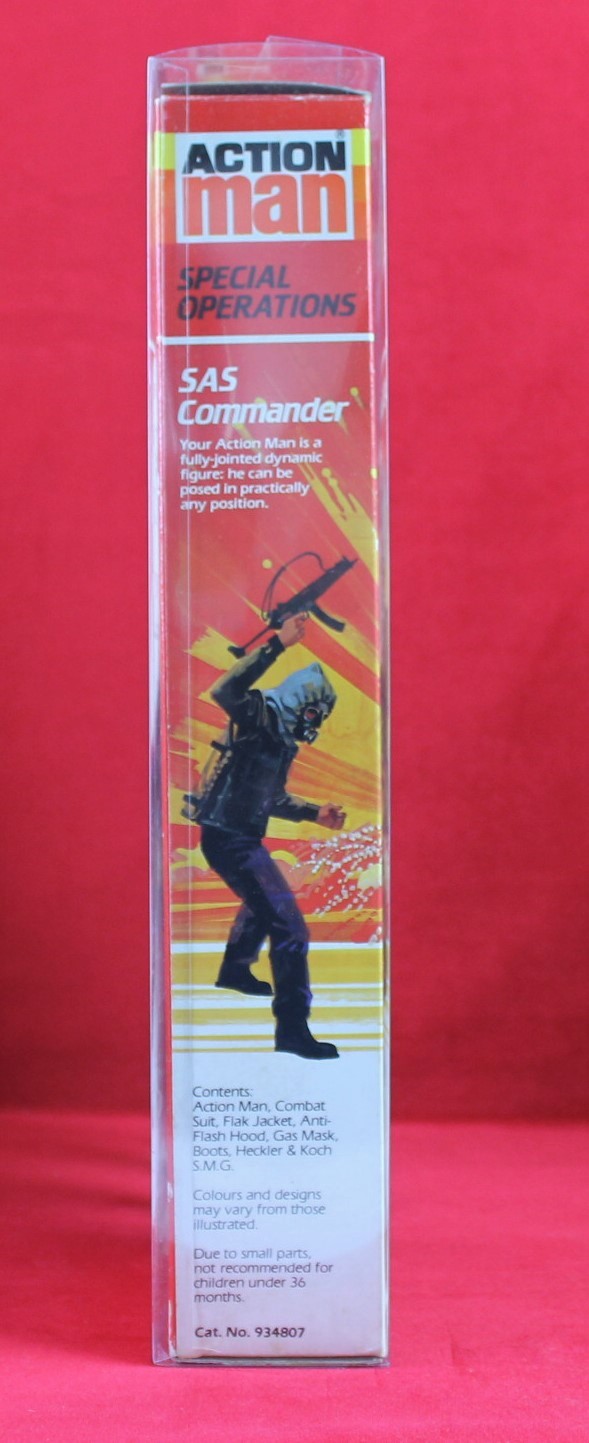 ACTION®
man
SPECIAL
OPERATIONS
SAS
Commander
Your Action Man is a
fully-jointed dynamic
figure: he can be
posed in practically
any position.
Contents:
Action Man, Combat
Suit, Flak Jacket, Anti-
Flash Hood, Gas Mask,
Boots, Heckler & Koch
S.M.G.
Colours and designs
may vary from those
illustrated.
Due to small parts,
not recommended for
children under 36
months.
Cat. No. 934807